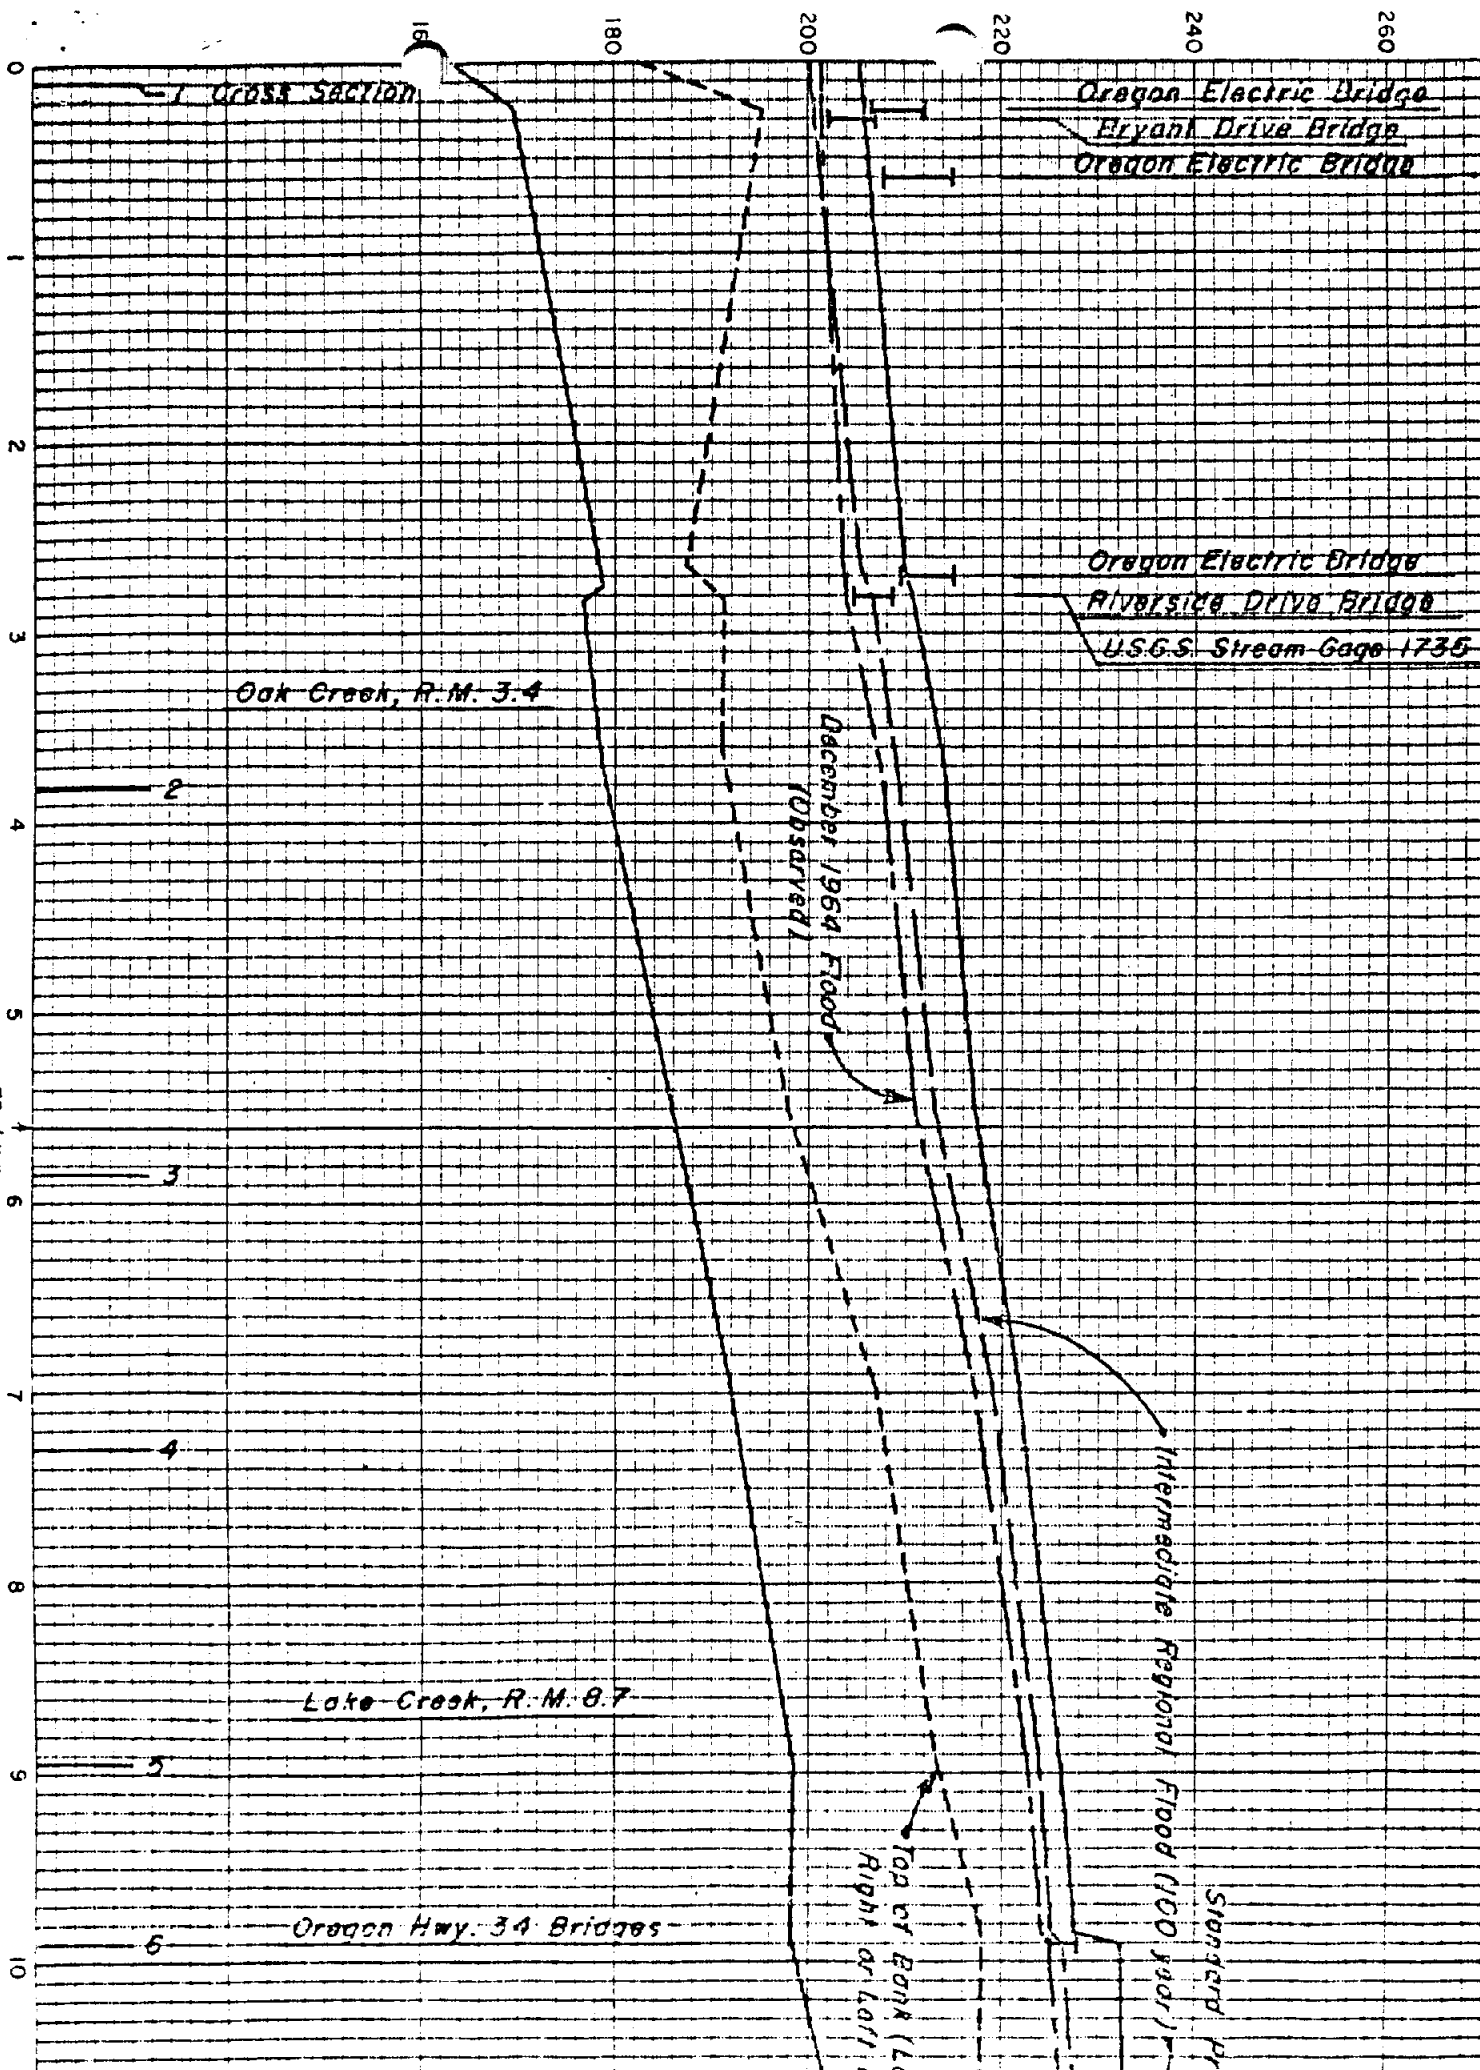 160
180
200
220
240
260
0
1 Cross Section
Oregon Electric Bridge
Bryant Drive Bridge
Oregon Electric Bridge
1
2
Oregon Electric Bridge
Riverside Drive Bridge
3
U.S.G.S. Stream Gage 1735
Oak Creek, R.M. 3.4
2
4
December 1964 Flood
(Observed)
5
3
6
7
4
Intermediate Regional Flood (100 year)
8
Lake Creek, R.M. 8.7
5
9
Top of Bank (Lo
Right or Left
Standard Pr
Oregon Hwy. 34 Bridges
6
10